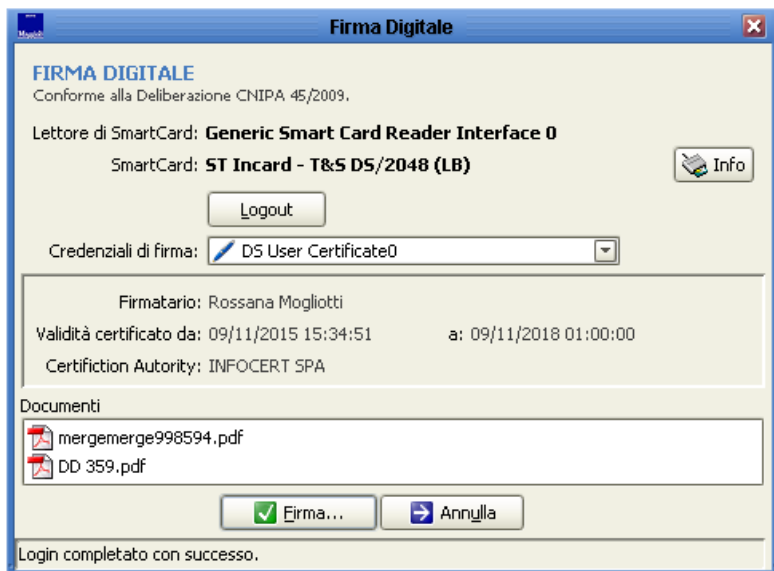 Firma Digitale
FIRMA DIGITALE
Conforme alla Deliberazione CNIPA 45/2009.
Lettore di SmartCard: Generic Smart Card Reader Interface 0
SmartCard: ST Incard - T&S DS/2048 (LB)
Info
Logout
Credenziali di firma: DS User Certificate0
Firmatario: Rossana Mogliotti
Validità certificato da: 09/11/2015 15:34:51 a: 09/11/2018 01:00:00
Certifiction Autority: INFOCERT SPA
Documenti
mergemerge998594.pdf
DD 359.pdf
Firma... Annulla
Login completato con successo.